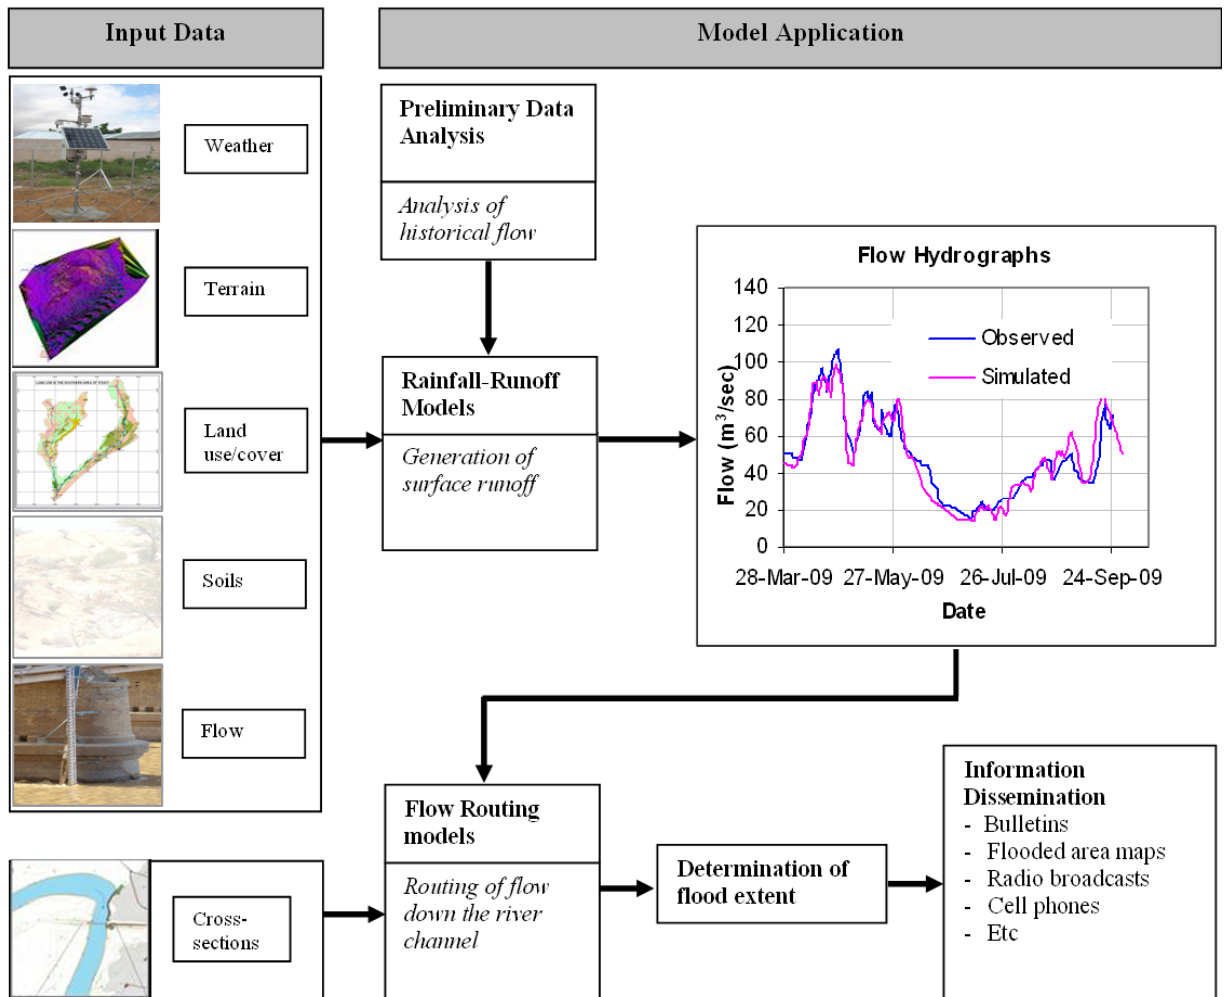 Input Data
Model Application
Weather
Terrain
Land
use/cover
Soils
Flow
Cross-
sections
Preliminary Data
Analysis
Analysis of
historical flow
Rainfall-Runoff
Models
Generation of
surface runoff
Flow Hydrographs
140
120
100
80
60
40
20
0
Flow (m³/sec)
Observed
Simulated
28-Mar-09 27-May-09 26-Jul-09 24-Sep-09
Date
Flow Routing
models
Routing of flow
down the river
channel
Determination of
flood extent
Information
Dissemination
- Bulletins
- Flooded area maps
- Radio broadcasts
- Cell phones
- Etc